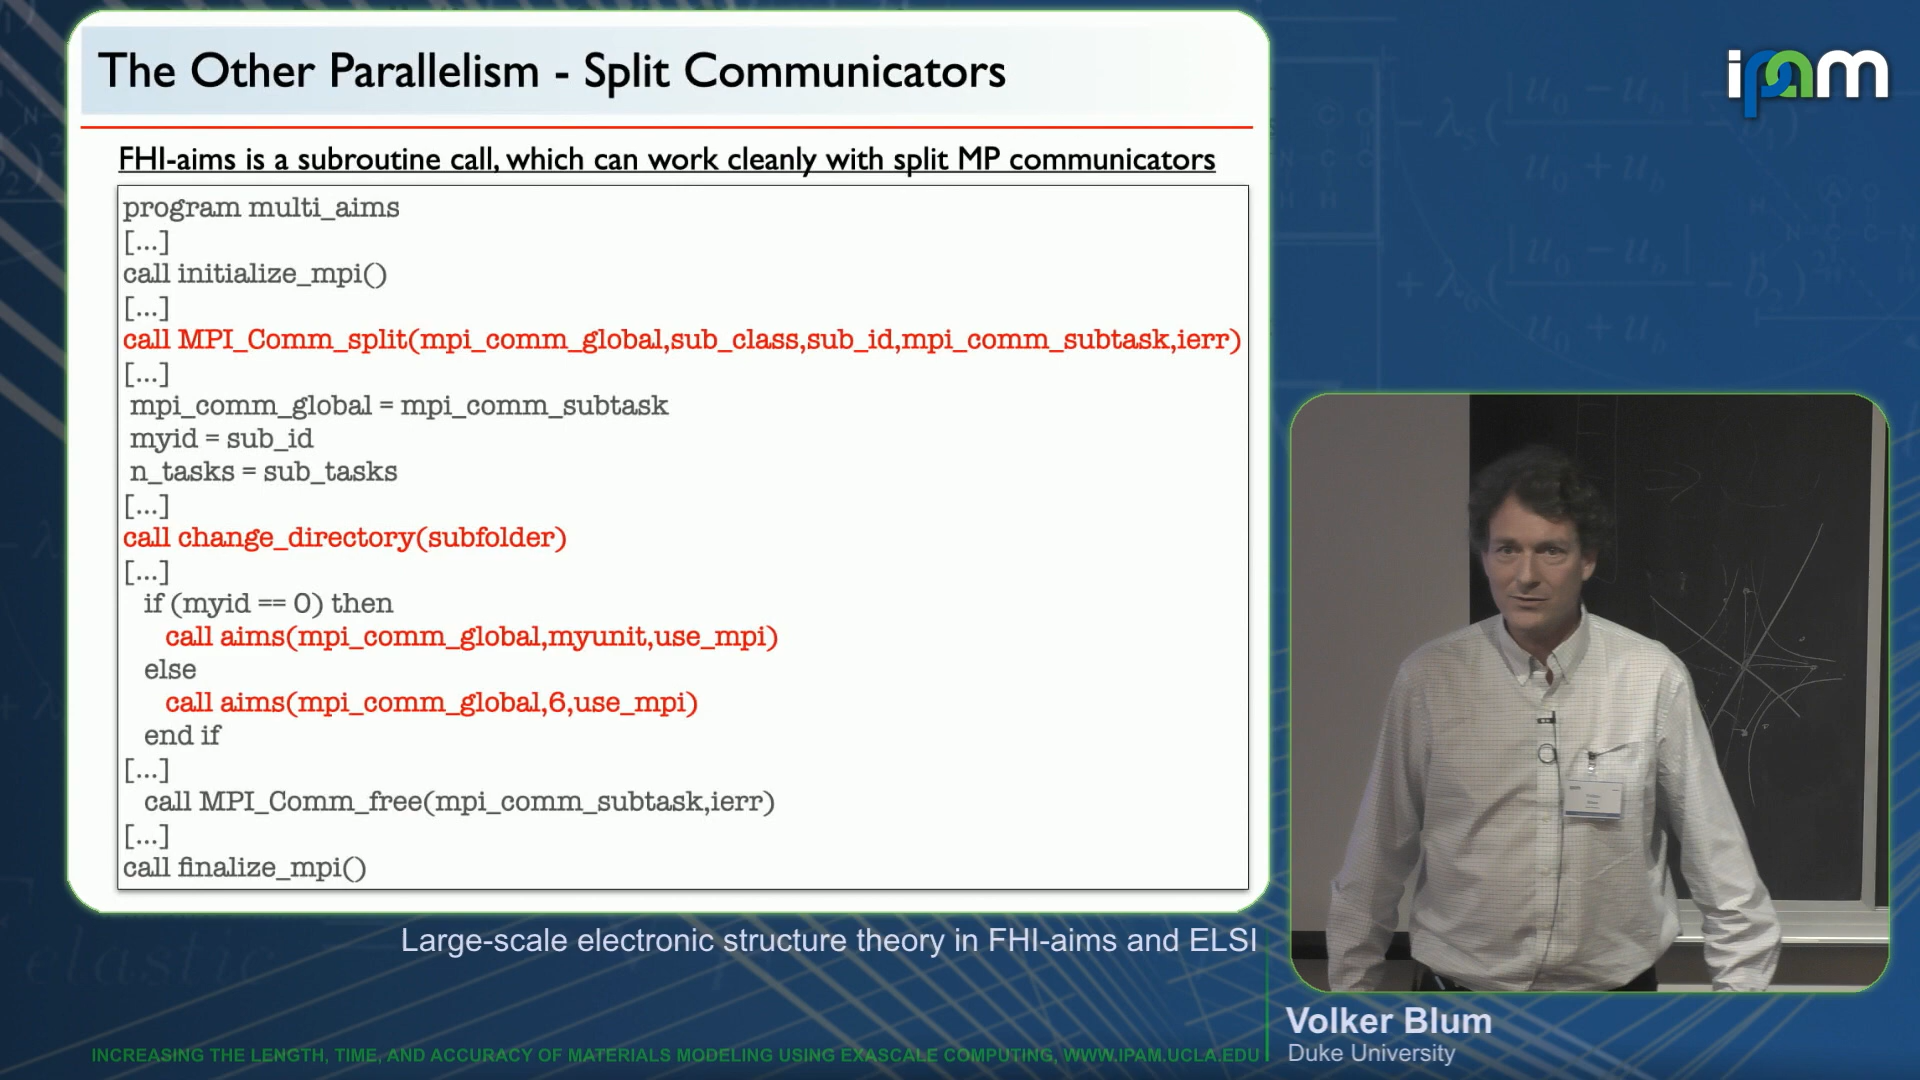 The Other Parallelism - Split Communicators
FHI-aims is a subroutine call, which can work cleanly with split MP communicators
program multi_aims
[...]
call initialize_mpi()
[...]
call MPI_Comm_split(mpi_comm_global,sub_class,sub_id,mpi_comm_subtask,ierr)
[...]
mpi_comm_global = mpi_comm_subtask
myid = sub_id
n_tasks = sub_tasks
[...]
call change_directory(subfolder)
[...]
if (myid == 0) then
call aims(mpi_comm_global,myunit,use_mpi)
else
call aims(mpi_comm_global,6,use_mpi)
end if
[...]
call MPI_Comm_free(mpi_comm_subtask,ierr)
[...]
call finalize_mpi()
ipam
Large-scale electronic structure theory in FHI-aims and ELSI
Volker Blum
Duke University
INCREASING THE LENGTH, TIME, AND ACCURACY OF MATERIALS MODELING USING EXASCALE COMPUTING, WWW.IPAM.UCLA.EDU
elastic